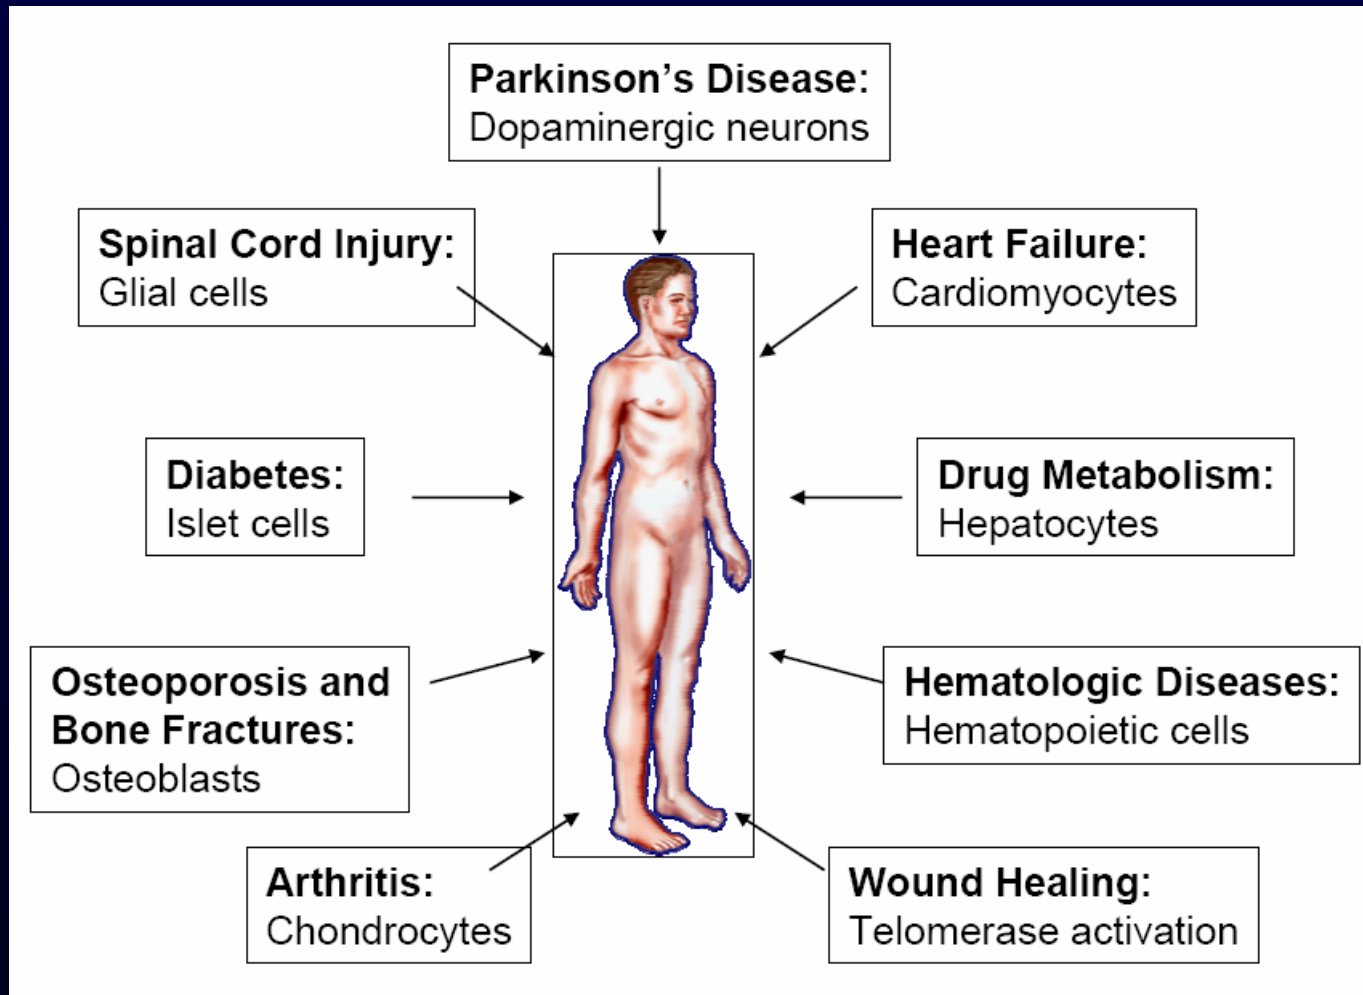 Parkinson’s Disease:
Dopaminergic neurons
Spinal Cord Injury:
Glial cells
Heart Failure:
Cardiomyocytes
Diabetes:
Islet cells
Drug Metabolism:
Hepatocytes
Osteoporosis and
Bone Fractures:
Osteoblasts
Hematologic Diseases:
Hematopoietic cells
Arthritis:
Chondrocytes
Wound Healing:
Telomerase activation